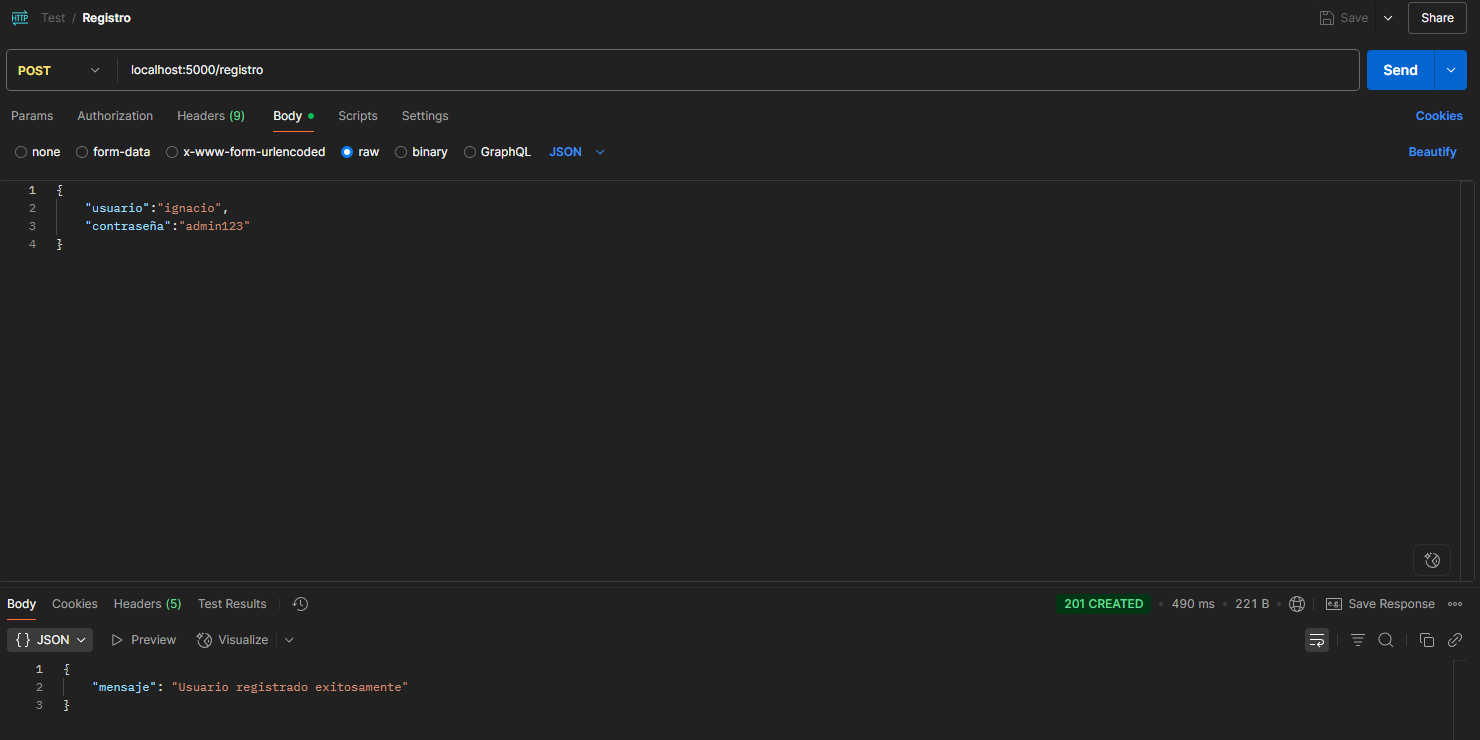 HTTP Test / Registro Save Share
POST localhost:5000/registro Send
Params Authorization Headers (9) Body Scripts Settings Cookies
none form-data x-www-form-urlencoded raw binary GraphQL JSON Beautify
1 {
2 "usuario":"ignacio",
3 "contraseña":"admin123"
4 }
Body Cookies Headers (5) Test Results 201 CREATED • 490 ms • 221 B • e.g. Save Response
{} JSON Preview Visualize
1 {
2 "mensaje": "Usuario registrado exitosamente"
3 }